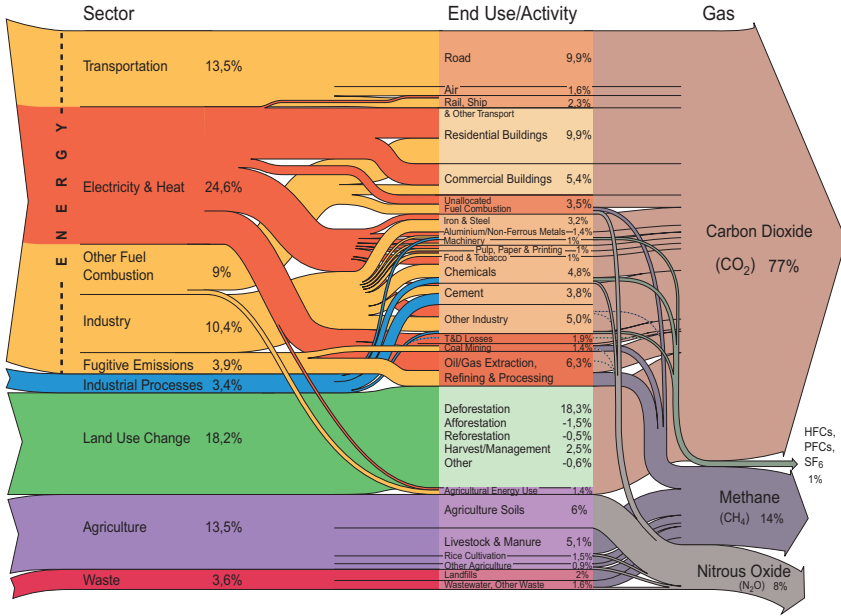 Sector
End Use/Activity
Gas
ENERGY
Transportation 13,5%
Electricity & Heat 24,6%
Other Fuel
Combustion 9%
Industry 10,4%
Fugitive Emissions 3,9%
Industrial Processes 3,4%
Land Use Change 18,2%
Agriculture 13,5%
Waste 3,6%
Road 9,9%
Air 1,6%
Rail, Ship 2,3%
& Other Transport
Residential Buildings 9,9%
Commercial Buildings 5,4%
Unallocated
Fuel Combustion 3,5%
Iron & Steel 3,2%
Aluminium/Non-Ferrous Metals 1,4%
Machinery 1%
Pulp, Paper & Printing 1%
Food & Tobacco 1%
Chemicals 4,8%
Cement 3,8%
Other Industry 5,0%
T&D Losses 1,9%
Coal Mining 1,4%
Oil/Gas Extraction, 6,3%
Refining & Processing
Deforestation 18,3%
Afforestation -1,5%
Reforestation -0,5%
Harvest/Management 2,5%
Other -0,6%
Agricultural Energy Use 1,4%
Agriculture Soils 6%
Livestock & Manure 5,1%
Rice Cultivation 1,5%
Other Agriculture 0,9%
Landfills 2%
Wastewater, Other Waste 1,6%
Carbon Dioxide
(CO2) 77%
HFCs,
PFCs,
SF6
1%
Methane
(CH4) 14%
Nitrous Oxide
(N2O) 8%